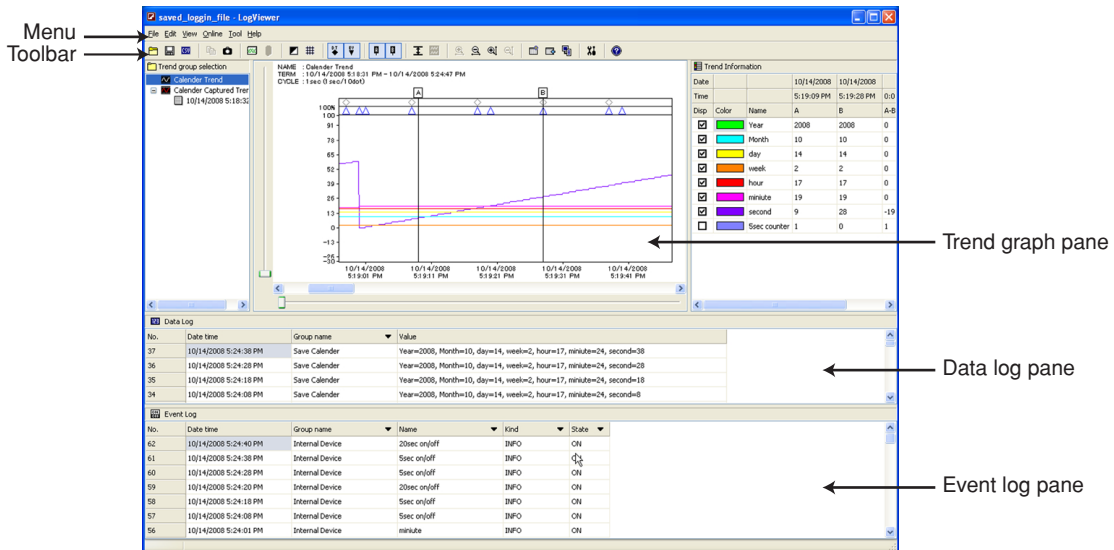 saved_loggin_file - LogViewer
Menu
File Edit View Online Tool Help
Toolbar
Trend group selection
Calender Trend
Calender Captured Trer
10/14/2008 5:18:32
NAME : Calender Trend
TERM : 10/14/2008 5:18:31 PM - 10/14/2008 5:24:47 PM
CYCLE : 1sec (1sec/10dot)
A
B
100%
100
91
78
65
52
39
26
13
0
-13
-26
-30
10/14/2008 10/14/2008 10/14/2008 10/14/2008 10/14/2008
5:19:01 PM 5:19:11 PM 5:19:21 PM 5:19:31 PM 5:19:41 PM
Trend Information
Date 10/14/2008 10/14/2008
Time 5:19:09 PM 5:19:28 PM 0:0
Disp Color Name A B A-B
Year 2008 2008 0
Month 10 10 0
day 14 14 0
week 2 2 0
hour 17 17 0
miniute 19 19 0
second 9 28 -19
5sec counter 1 0 1
Trend graph pane
Data Log
No. Date time Group name Value
37 10/14/2008 5:24:38 PM Save Calender Year=2008, Month=10, day=14, week=2, hour=17, miniute=24, second=38
36 10/14/2008 5:24:28 PM Save Calender Year=2008, Month=10, day=14, week=2, hour=17, miniute=24, second=28
35 10/14/2008 5:24:18 PM Save Calender Year=2008, Month=10, day=14, week=2, hour=17, miniute=24, second=18
34 10/14/2008 5:24:08 PM Save Calender Year=2008, Month=10, day=14, week=2, hour=17, miniute=24, second=8
Data log pane
Event Log
No. Date time Group name Name Kind State
62 10/14/2008 5:24:40 PM Internal Device 20sec on/off INFO ON
61 10/14/2008 5:24:38 PM Internal Device 5sec on/off INFO
60 10/14/2008 5:24:28 PM Internal Device 5sec on/off INFO ON
59 10/14/2008 5:24:20 PM Internal Device 20sec on/off INFO ON
58 10/14/2008 5:24:18 PM Internal Device 5sec on/off INFO ON
57 10/14/2008 5:24:08 PM Internal Device 5sec on/off INFO ON
56 10/14/2008 5:24:01 PM Internal Device miniute INFO ON
Event log pane